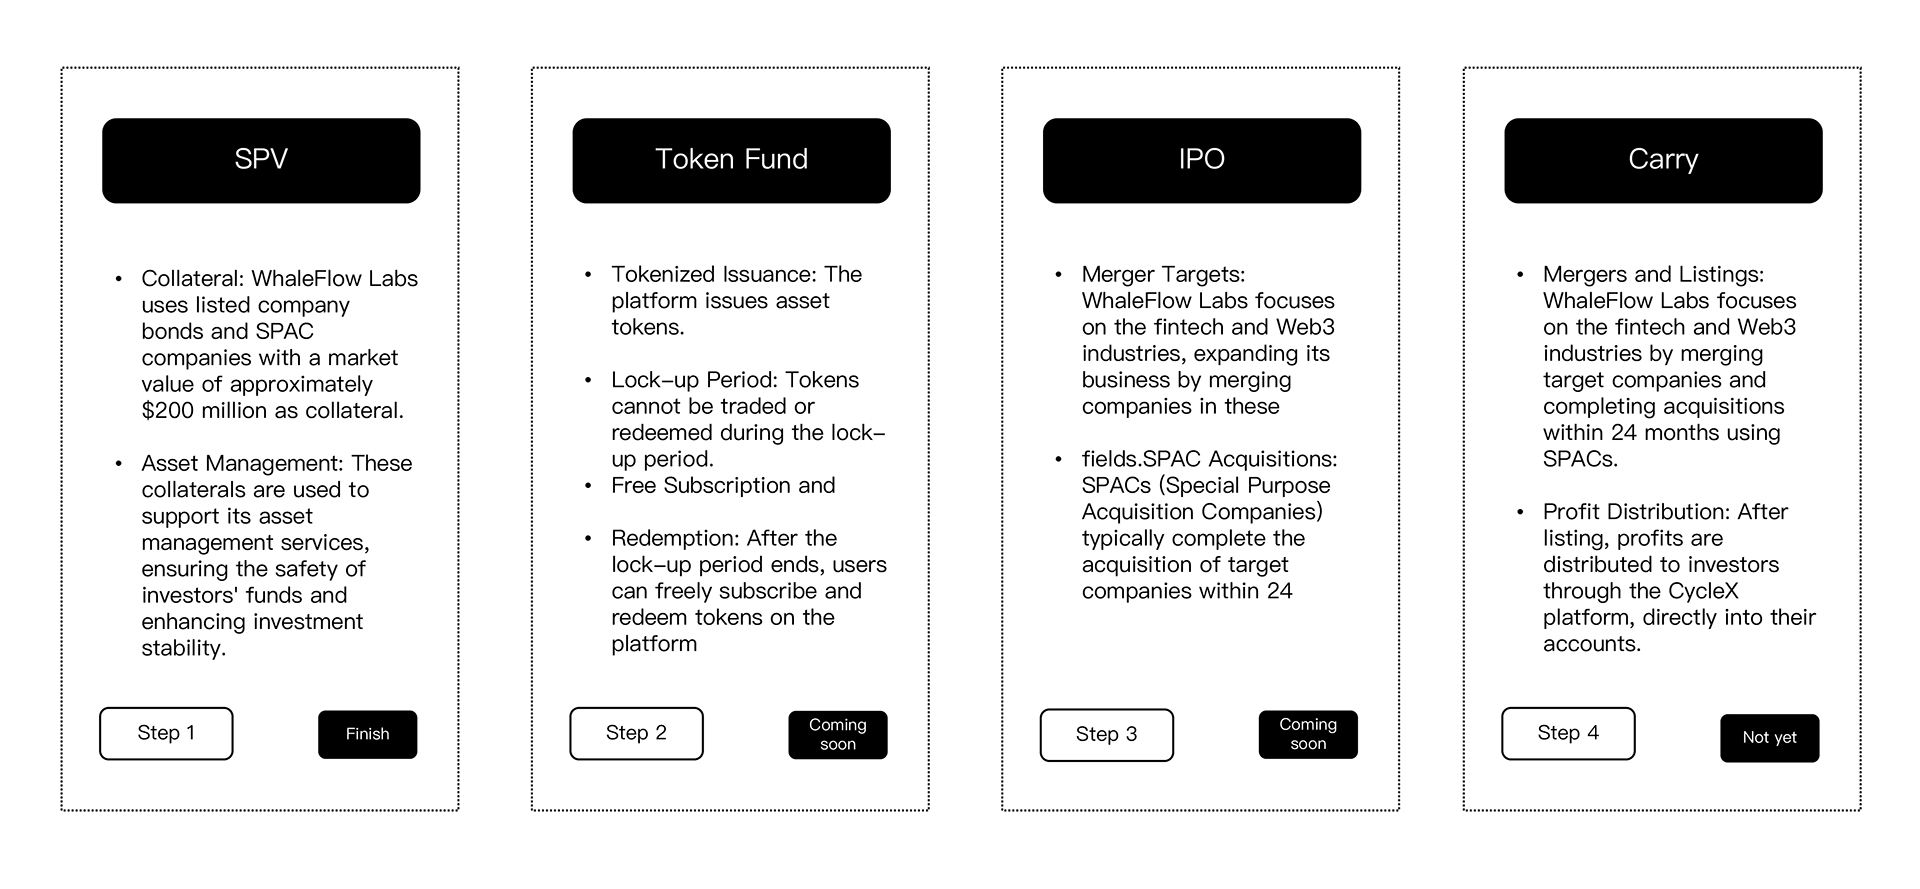 SPV
• Collateral: WhaleFlow Labs
uses listed company
bonds and SPAC
companies with a market
value of approximately
$200 million as collateral.
• Asset Management: These
collaterals are used to
support its asset
management services,
ensuring the safety of
investors' funds and
enhancing investment
stability.
Step 1
Finish
Token Fund
• Tokenized Issuance: The
platform issues asset
tokens.
• Lock-up Period: Tokens
cannot be traded or
redeemed during the lock-
up period.
• Free Subscription and
• Redemption: After the
lock-up period ends, users
can freely subscribe and
redeem tokens on the
platform
Step 2
Coming
soon
IPO
• Merger Targets:
WhaleFlow Labs focuses
on the fintech and Web3
industries, expanding its
business by merging
companies in these
• fields.SPAC Acquisitions:
SPACs (Special Purpose
Acquisition Companies)
typically complete the
acquisition of target
companies within 24
Step 3
Coming
soon
Carry
• Mergers and Listings:
WhaleFlow Labs focuses
on the fintech and Web3
industries by merging
target companies and
completing acquisitions
within 24 months using
SPACs.
• Profit Distribution: After
listing, profits are
distributed to investors
through the CycleX
platform, directly into their
accounts.
Step 4
Not yet